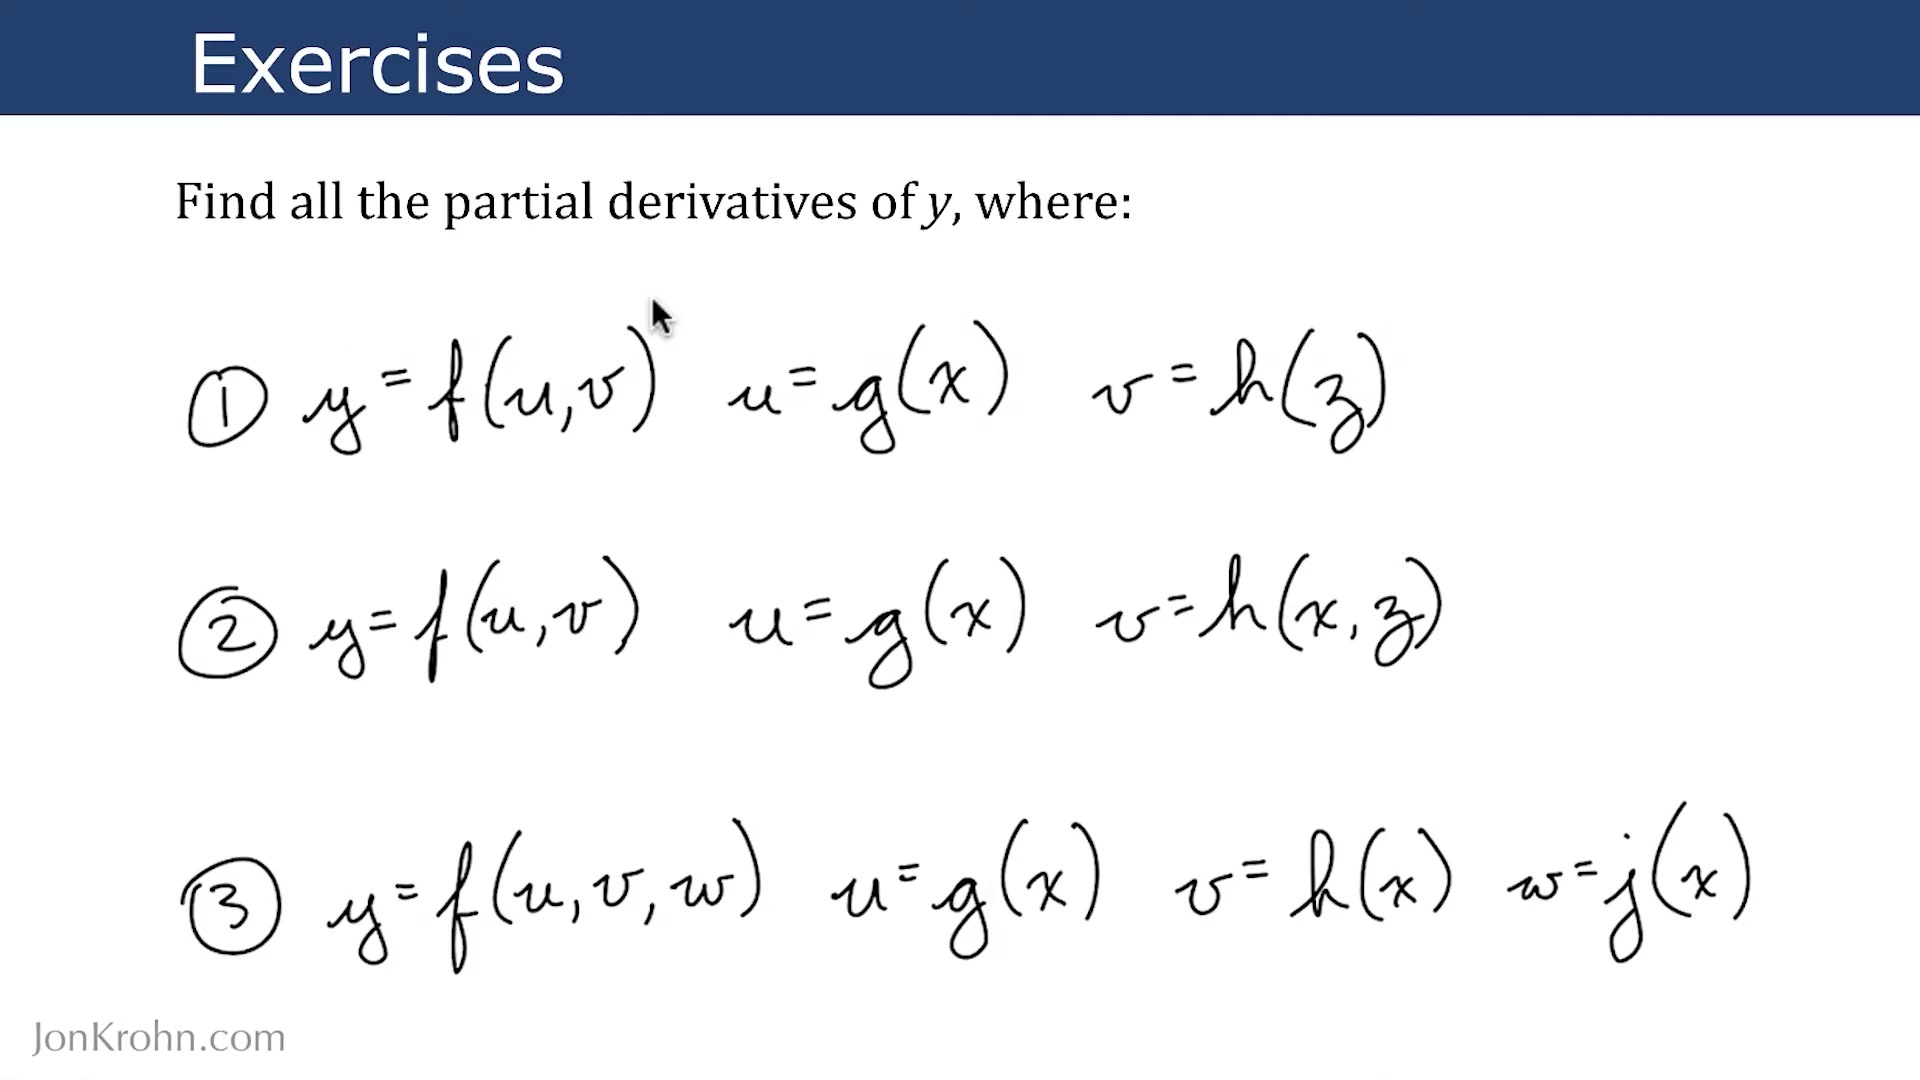 Exercises
Find all the partial derivatives of y, where:
① y = f(u, v) u = g(x) v = h(z)
② y = f(u, v) u = g(x) v = h(x, z)
③ y = f(u, v, w) u = g(x) v = h(x) w = j(x)
JonKrohn.com